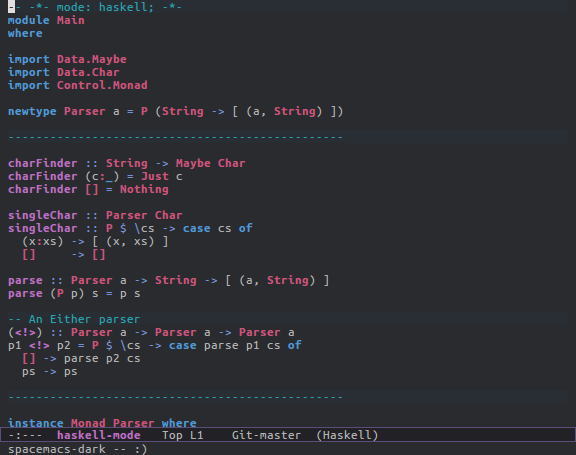 -- -*- mode: haskell; -*-
module Main
where

import Data.Maybe
import Data.Char
import Control.Monad

newtype Parser a = P (String -> [ (a, String) ])

------------------------------------------------

charFinder :: String -> Maybe Char
charFinder (c:_) = Just c
charFinder [] = Nothing

singleChar :: Parser Char
singleChar :: P $ \cs -> case cs of
  (x:xs) -> [ (x, xs) ]
  []     -> []

parse :: Parser a -> String -> [ (a, String) ]
parse (P p) s = p s

-- An Either parser
(<!>) :: Parser a -> Parser a -> Parser a
p1 <!> p2 = P $ \cs -> case parse p1 cs of
  [] -> parse p2 cs
  ps -> ps

------------------------------------------------

instance Monad Parser where
-:---  haskell-mode   Top L1    Git-master  (Haskell)
spacemacs-dark -- :)